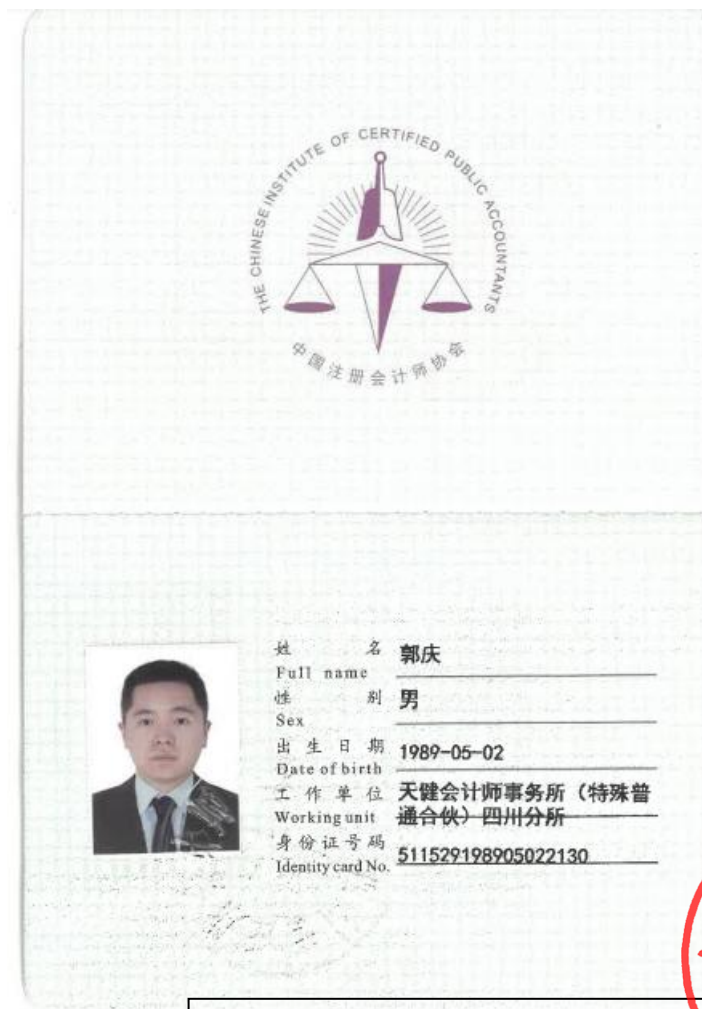 THE CHINESE INSTITUTE OF CERTIFIED PUBLIC ACCOUNTANTS
中国注册会计师协会
姓 名 郭庆
Full name
性 别 男
Sex
出生日期 1989-05-02
Date of birth
工作单位 天健会计师事务所（特殊普
Working unit 通合伙）四川分所
身份证号码
Identity card No. 511529198905022130